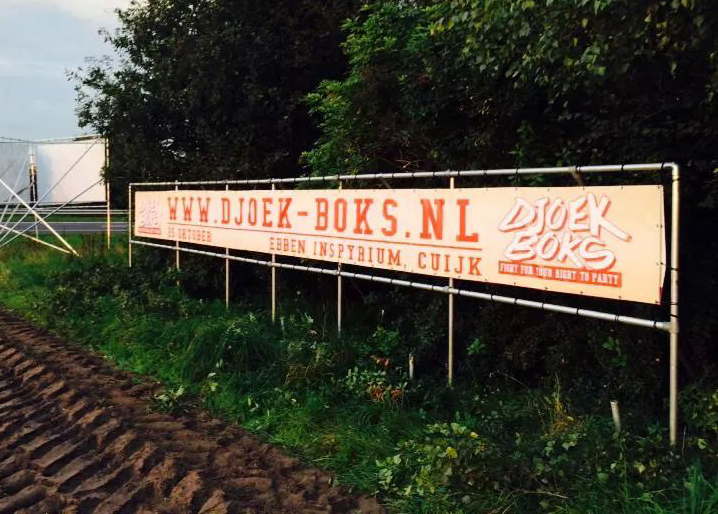 WWW.DJOEK-BOKS.NL
25 OKTOBER
EBBEN INSPYRIUM, CUIJK
DJOEK
BOKS
FIGHT FOR YOUR RIGHT TO PARTY